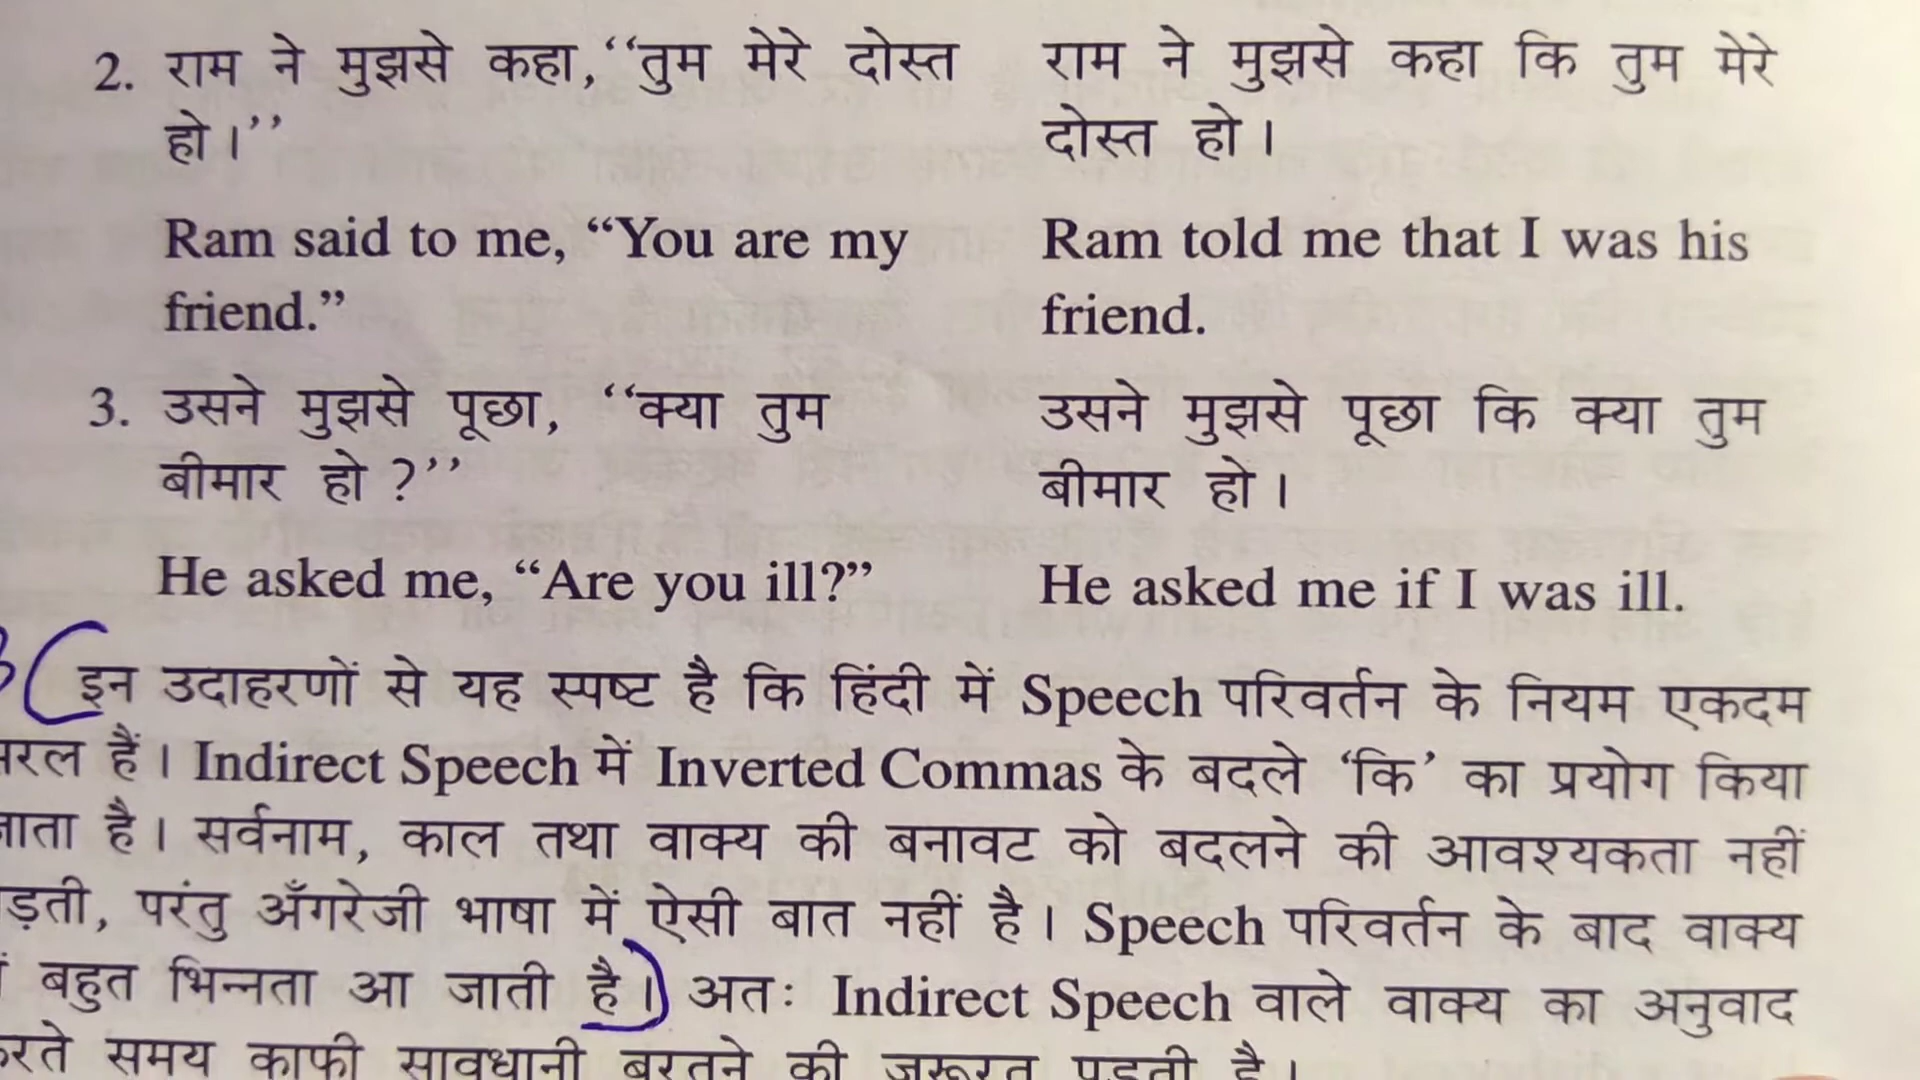 2. राम ने मुझसे कहा, ‘‘तुम मेरे दोस्त
हो।’’
राम ने मुझसे कहा कि तुम मेरे
दोस्त हो।
Ram said to me, “You are my
friend.”
Ram told me that I was his
friend.
3. उसने मुझसे पूछा, ‘‘क्या तुम
बीमार हो ?’’
उसने मुझसे पूछा कि क्या तुम
बीमार हो।
He asked me, “Are you ill?”
He asked me if I was ill.
इन उदाहरणों से यह स्पष्ट है कि हिंदी में Speech परिवर्तन के नियम एकदम
हैं। Indirect Speech में Inverted Commas के बदले ‘कि’ का प्रयोग किया
है। सर्वनाम, काल तथा वाक्य की बनावट को बदलने की आवश्यकता नहीं
परंतु अँगरेजी भाषा में ऐसी बात नहीं है। Speech परिवर्तन के बाद वाक्य
बहुत भिन्नता आ जाती है। अतः Indirect Speech वाले वाक्य का अनुवाद
समय काफी सावधानी बरतने की जरूरत पड़ती है।